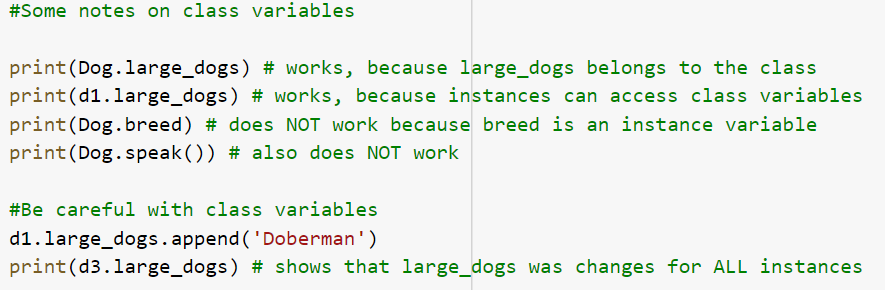 #Some notes on class variables
print(Dog.large_dogs) # works, because large_dogs belongs to the class
print(d1.large_dogs) # works, because instances can access class variables
print(Dog.breed) # does NOT work because breed is an instance variable
print(Dog.speak()) # also does NOT work
#Be careful with class variables
d1.large_dogs.append('Doberman')
print(d3.large_dogs) # shows that large_dogs was changes for ALL instances